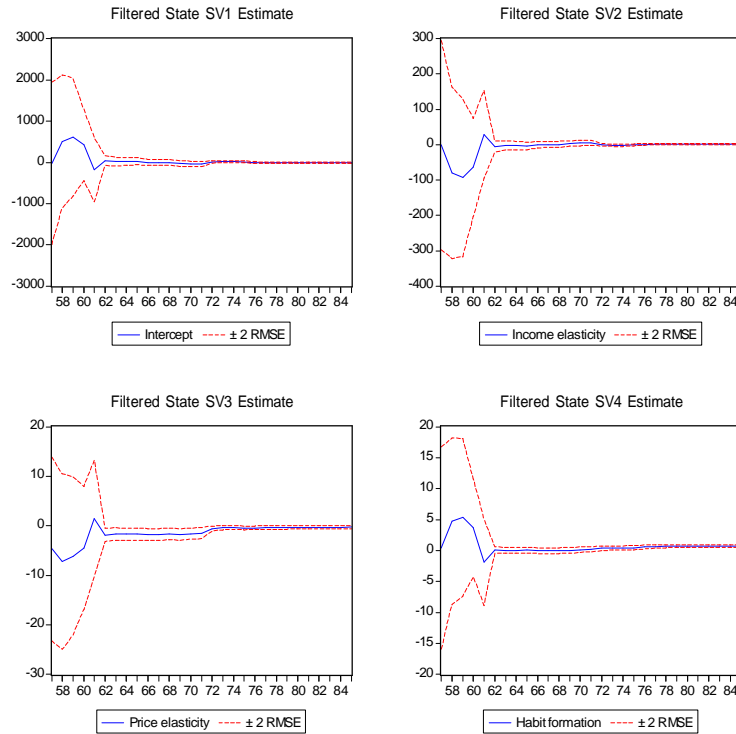 Filtered State SV1 Estimate
3000
2000
1000
0
-1000
-2000
-3000
58 60 62 64 66 68 70 72 74 76 78 80 82 84
Intercept ± 2 RMSE
Filtered State SV2 Estimate
300
200
100
0
-100
-200
-300
-400
58 60 62 64 66 68 70 72 74 76 78 80 82 84
Income elasticity ± 2 RMSE
Filtered State SV3 Estimate
20
10
0
-10
-20
-30
58 60 62 64 66 68 70 72 74 76 78 80 82 84
Price elasticity ± 2 RMSE
Filtered State SV4 Estimate
20
15
10
5
0
-5
-10
-15
-20
58 60 62 64 66 68 70 72 74 76 78 80 82 84
Habit formation ± 2 RMSE